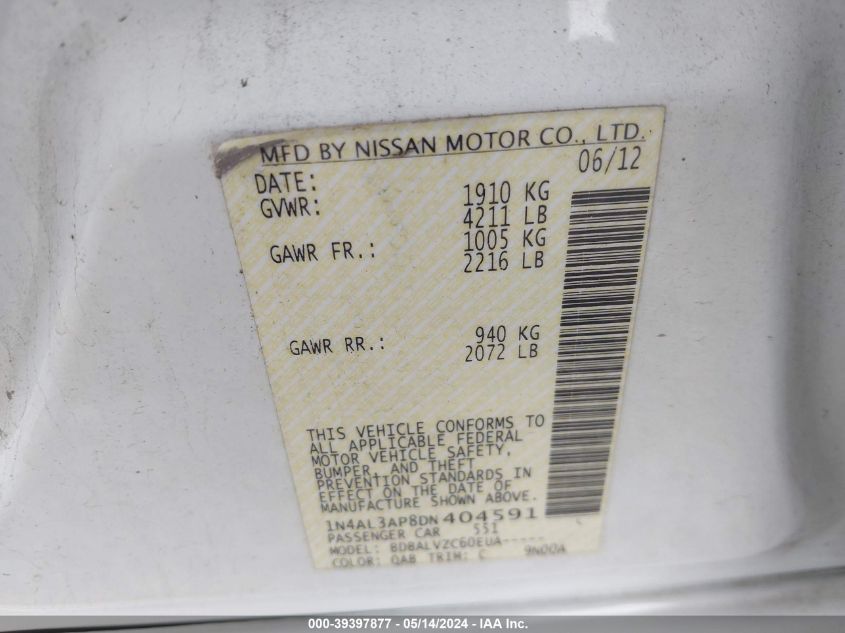 MFD BY NISSAN MOTOR CO., LTD.
DATE: 06/12
GVWR: 1910 KG
4211 LB
GAWR FR.: 1005 KG
2216 LB
GAWR RR.: 940 KG
2072 LB
THIS VEHICLE CONFORMS TO
ALL APPLICABLE FEDERAL
MOTOR VEHICLE SAFETY,
BUMPER, AND THEFT
PREVENTION STANDARDS IN
EFFECT ON THE DATE OF
MANUFACTURE SHOWN ABOVE.
1N4AL3AP8DN404591
PASSENGER CAR 551
MODEL: BDBALVZC60EUA-----
COLOR: QAB TRIM: C 9N00A
000-39397877 — 05/14/2024 — IAA Inc.